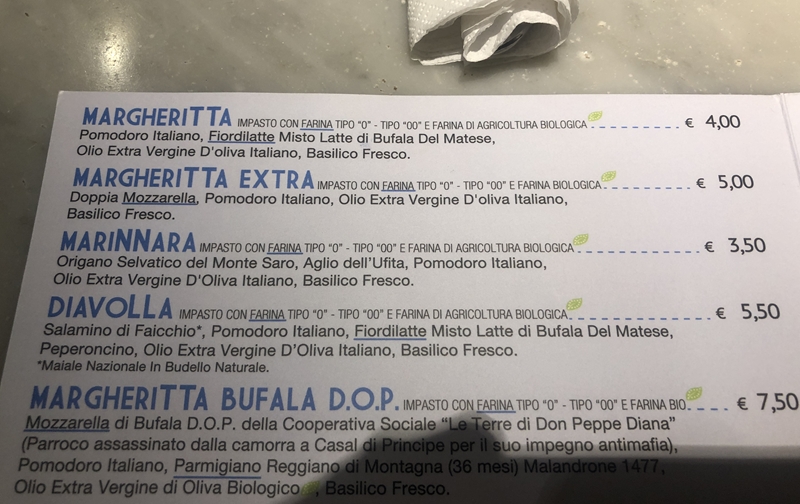 MARGHERITTA IMPASTO CON FARINA TIPO "0" - TIPO "00" E FARINA DI AGRICOLTURA BIOLOGICA € 4,00
Pomodoro Italiano, Fiordilatte Misto Latte di Bufala Del Matese,
Olio Extra Vergine D'oliva Italiano, Basilico Fresco.
MARGHERITTA EXTRA IMPASTO CON FARINA TIPO "0" - TIPO "00" E FARINA BIOLOGICA € 5,00
Doppia Mozzarella, Pomodoro Italiano, Olio Extra Vergine D'oliva Italiano,
Basilico Fresco.
MARINNARA IMPASTO CON FARINA TIPO "0" - TIPO "00" E FARINA DI AGRICOLTURA BIOLOGICA € 3,50
Origano Selvatico del Monte Saro, Aglio dell'Ufita, Pomodoro Italiano,
Olio Extra Vergine D'Oliva Italiano, Basilico Fresco.
DIAVOLLA IMPASTO CON FARINA TIPO "0" - TIPO "00" E FARINA DI AGRICOLTURA BIOLOGICA € 5,50
Salamino di Faicchio*, Pomodoro Italiano, Fiordilatte Misto Latte di Bufala Del Matese,
Peperoncino, Olio Extra Vergine D'Oliva Italiano, Basilico Fresco.
*Maiale Nazionale In Budello Naturale.
MARGHERITTA BUFALA D.O.P. IMPASTO CON FARINA TIPO "0" - TIPO "00" E FARINA BIO € 7,50
Mozzarella di Bufala D.O.P. della Cooperativa Sociale "Le Terre di Don Peppe Diana"
(Parroco assassinato dalla camorra a Casal di Principe per il suo impegno antimafia),
Pomodoro Italiano, Parmigiano Reggiano di Montagna (36 mesi) Malandrone 1477,
Olio Extra Vergine di Oliva Biologico, Basilico Fresco.